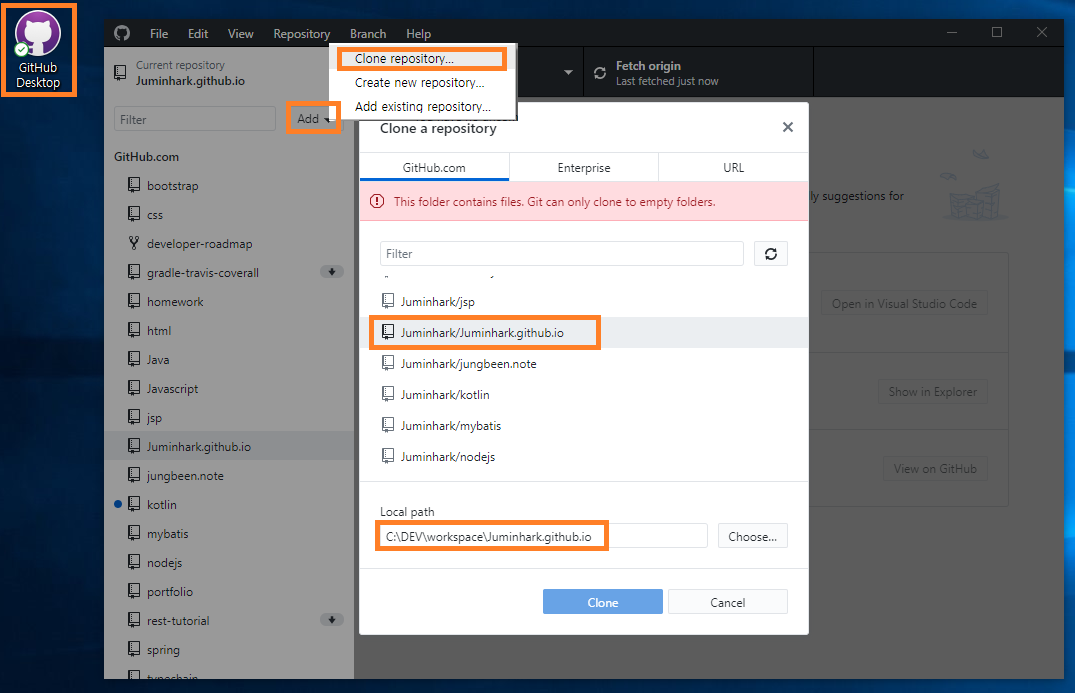 GitHub
Desktop
File Edit View Repository Branch Help
Current repository
Juminhark.github.io
Clone repository...
Create new repository...
Add existing repository...
Fetch origin
Last fetched just now
Filter
Add
GitHub.com
bootstrap
css
developer-roadmap
gradle-travis-coverall
homework
html
Java
Javascript
jsp
Juminhark.github.io
jungbeen.note
kotlin
mybatis
nodejs
portfolio
rest-tutorial
spring
Clone a repository
GitHub.com Enterprise URL
This folder contains files. Git can only clone to empty folders.
Filter
Juminhark/jsp
Juminhark/Juminhark.github.io
Juminhark/jungbeen.note
Juminhark/kotlin
Juminhark/mybatis
Juminhark/nodejs
Local path
C:\DEV\workspace\Juminhark.github.io
Choose...
Clone Cancel
suggestions for
Open in Visual Studio Code
Show in Explorer
View on GitHub